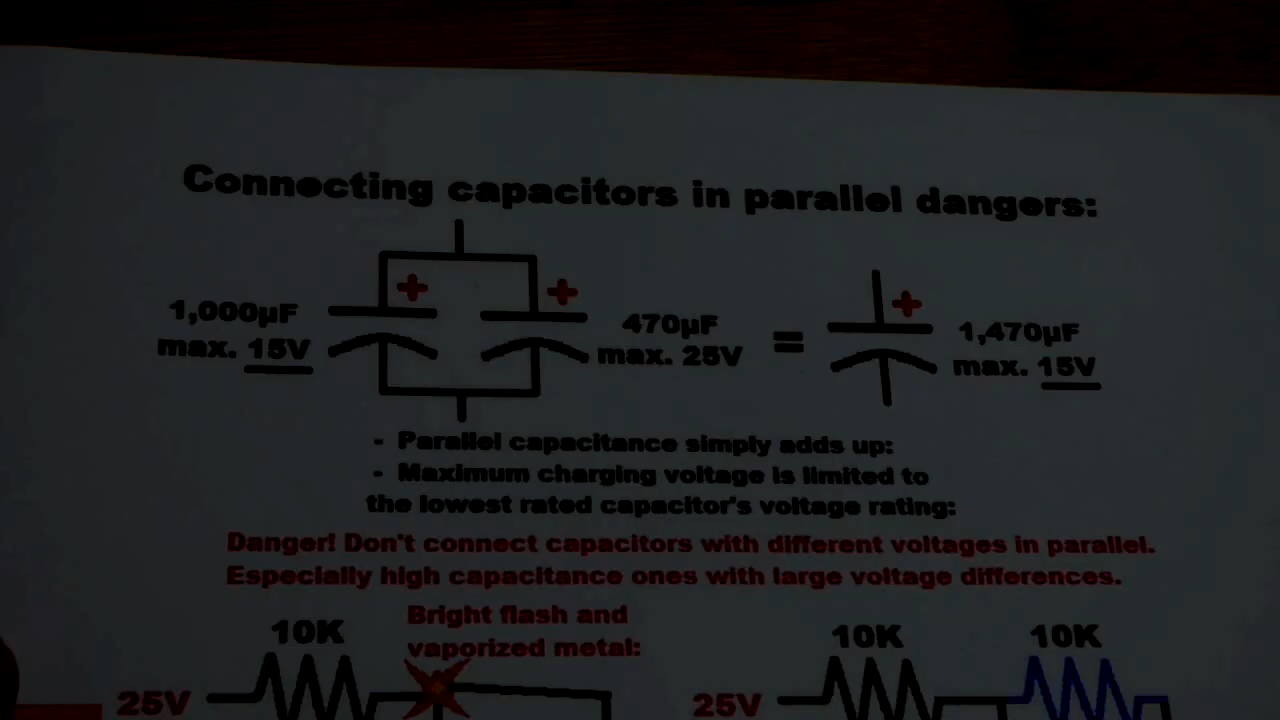 Connecting capacitors in parallel dangers:
+ + +
1,000µF 470µF = 1,470µF
max. 15V max. 25V max. 15V
- Parallel capacitance simply adds up:
- Maximum charging voltage is limited to
the lowest rated capacitor's voltage rating:
Danger! Don't connect capacitors with different voltages in parallel.
Especially high capacitance ones with large voltage differences.
Bright flash and
vaporized metal:
10K 10K 10K
25V 25V